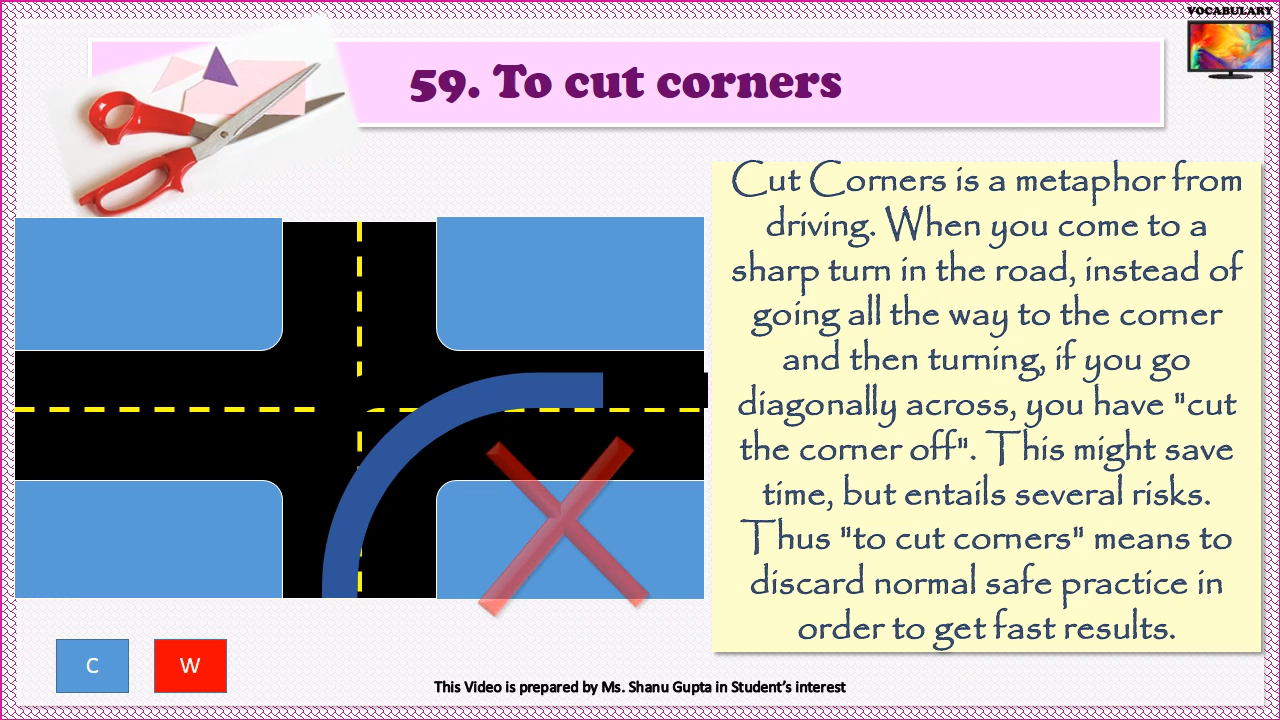 VOCABULARY
59. To cut corners
Cut Corners is a metaphor from
driving. When you come to a
sharp turn in the road, instead of
going all the way to the corner
and then turning, if you go
diagonally across, you have "cut
the corner off". This might save
time, but entails several risks.
Thus "to cut corners" means to
discard normal safe practice in
order to get fast results.
C
W
This Video is prepared by Ms. Shanu Gupta in Student’s interest